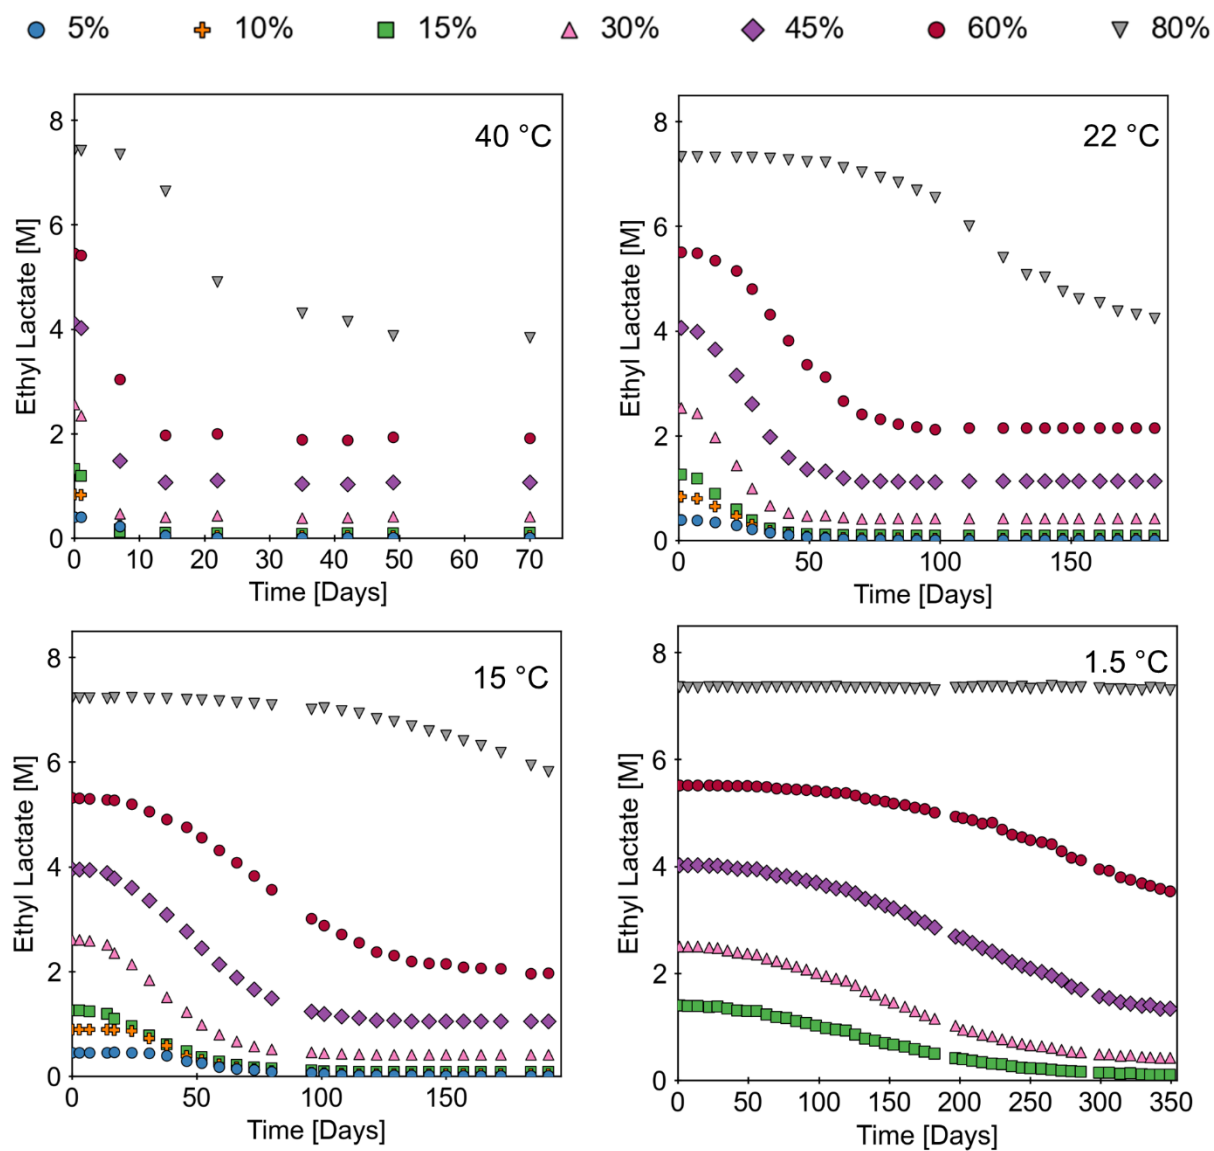 5% 10% 15% 30% 45% 60% 80%
40 °C
Ethyl Lactate [M]
8
6
4
2
0
0 10 20 30 40 50 60 70
Time [Days]
22 °C
Ethyl Lactate [M]
8
6
4
2
0
0 50 100 150
Time [Days]
15 °C
Ethyl Lactate [M]
8
6
4
2
0
0 50 100 150
Time [Days]
1.5 °C
Ethyl Lactate [M]
8
6
4
2
0
0 50 100 150 200 250 300 350
Time [Days]